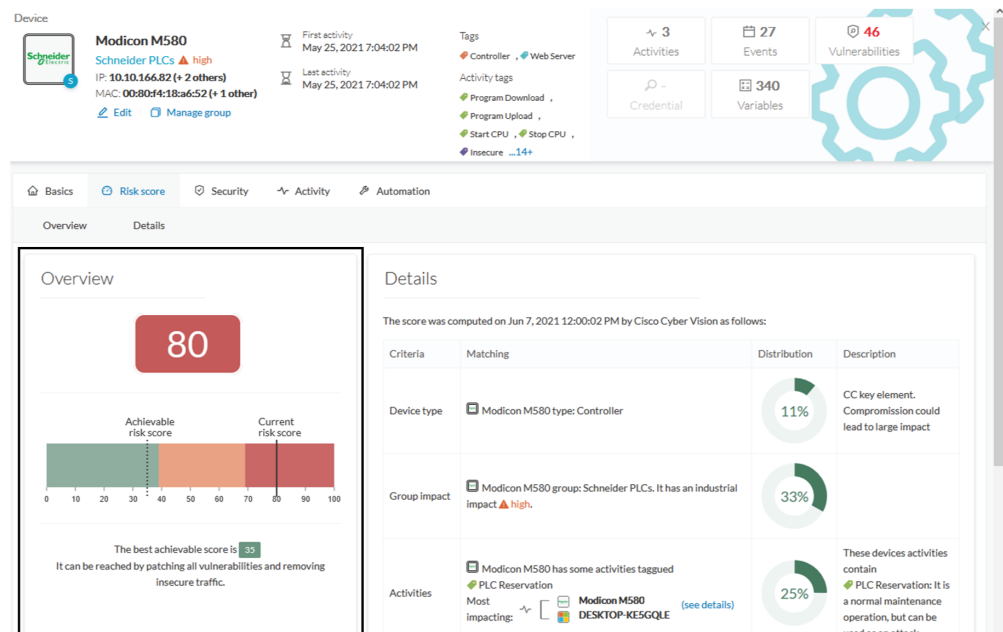 Device
Schneider
Electric
S
Modicon M580
Schneider PLCs high
IP: 10.10.166.82 (+ 2 others)
MAC: 00:80:f4:18:a6:52 (+ 1 other)
Edit Manage group
First activity
May 25, 2021 7:04:02 PM
Last activity
May 25, 2021 7:04:02 PM
Tags
Controller , Web Server
Activity tags
Program Download ,
Program Upload ,
Start CPU , Stop CPU ,
Insecure ...14+
3
Activities
27
Events
46
Vulnerabilities
-
Credential
340
Variables
Basics Risk score Security Activity Automation
Overview Details
Overview
80
Achievable
risk score
Current
risk score
0 10 20 30 40 50 60 70 80 90 100
The best achievable score is 35
It can be reached by patching all vulnerabilities and removing
insecure traffic.
Details
The score was computed on Jun 7, 2021 12:00:02 PM by Cisco Cyber Vision as follows:
Criteria Matching Distribution Description
Device type
Modicon M580 type: Controller
11%
CC key element.
Compromission could
lead to large impact
Group impact
Modicon M580 group: Schneider PLCs. It has an industrial
impact high.
33%
Activities
Modicon M580 has some activities taggued
PLC Reservation
Most
impacting:
Modicon M580
DESKTOP-KE5GQLE
(see details)
25%
These devices activities
contain
PLC Reservation: It is
a normal maintenance
operation, but can be
used as an attack